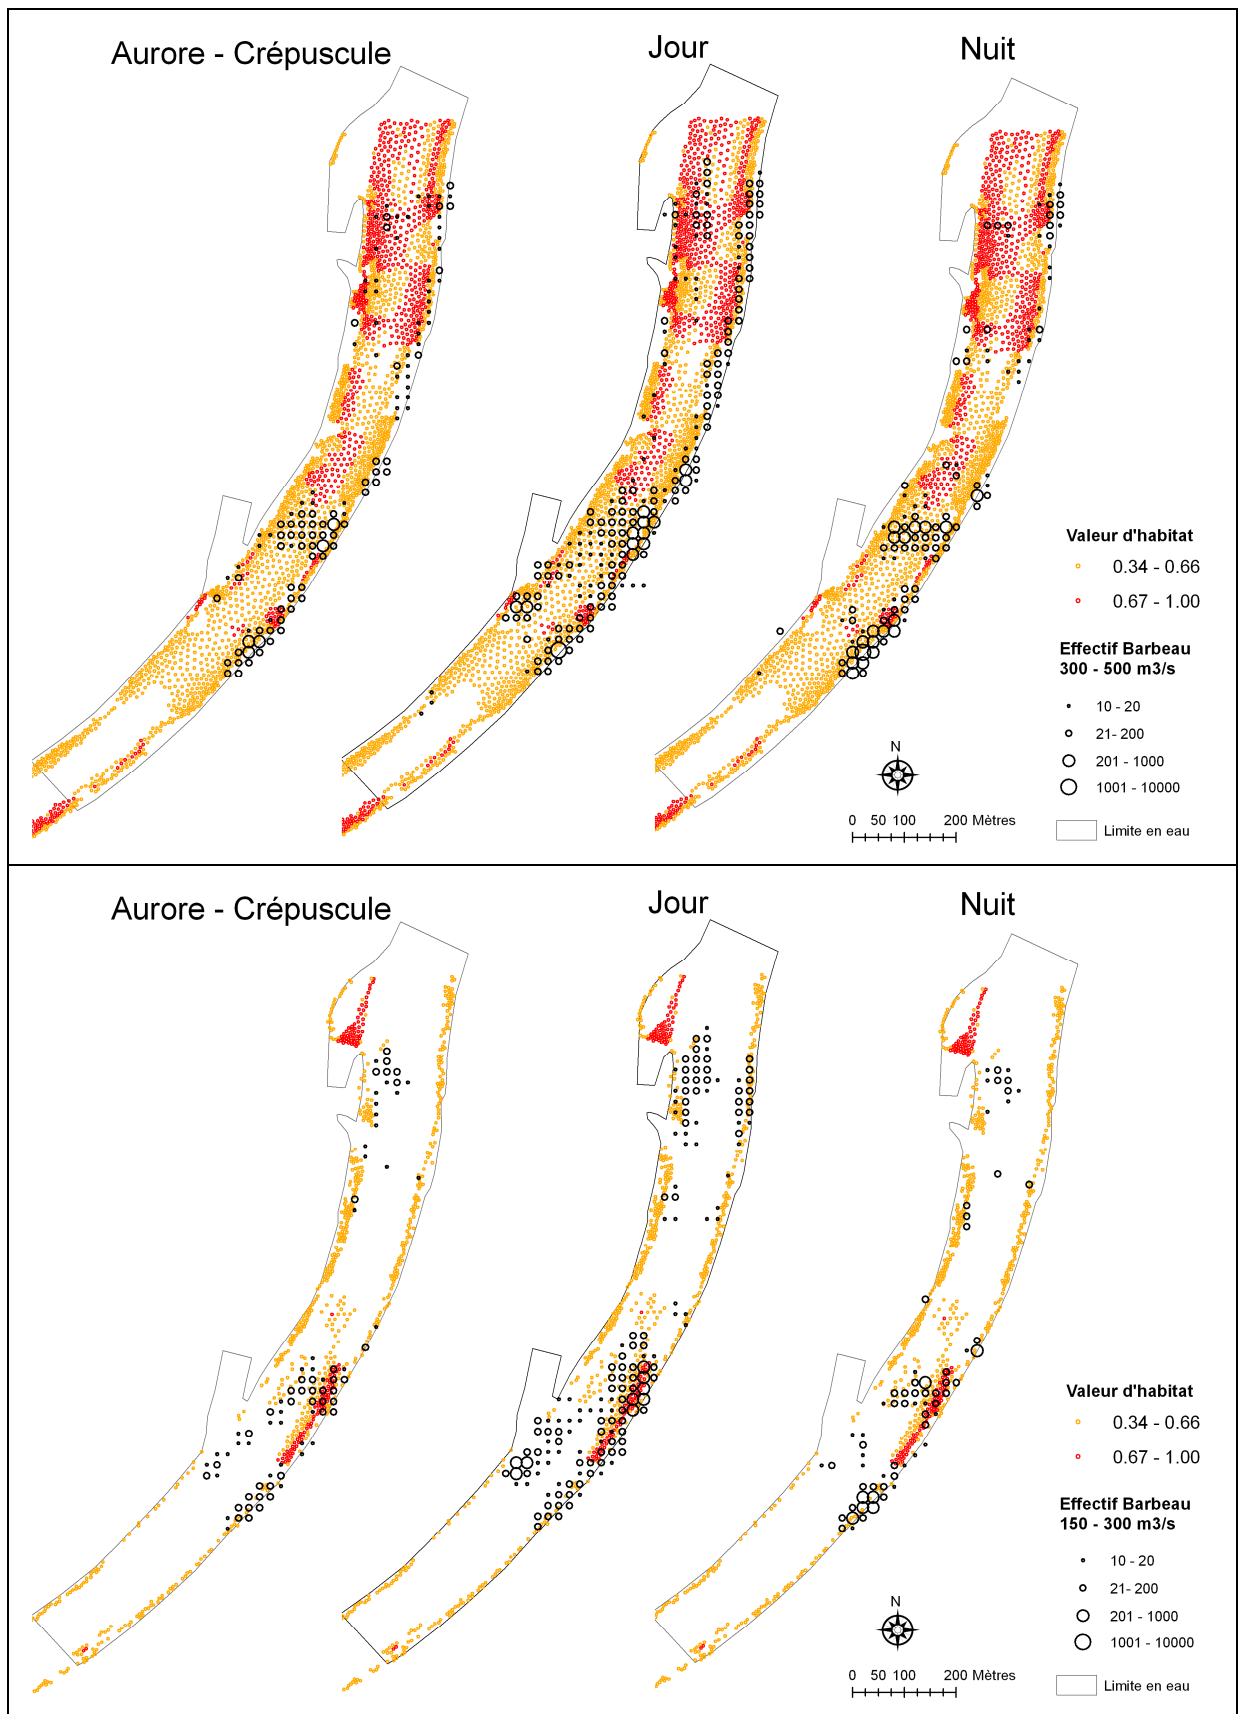 Aurore - Crépuscule
Jour
Nuit
Valeur d'habitat
0.34 - 0.66
0.67 - 1.00
Effectif Barbeau
300 - 500 m3/s
10 - 20
21- 200
201 - 1000
1001 - 10000
N
0 50 100 200 Mètres
Limite en eau
Aurore - Crépuscule
Jour
Nuit
Valeur d'habitat
0.34 - 0.66
0.67 - 1.00
Effectif Barbeau
150 - 300 m3/s
10 - 20
21- 200
201 - 1000
1001 - 10000
N
0 50 100 200 Mètres
Limite en eau